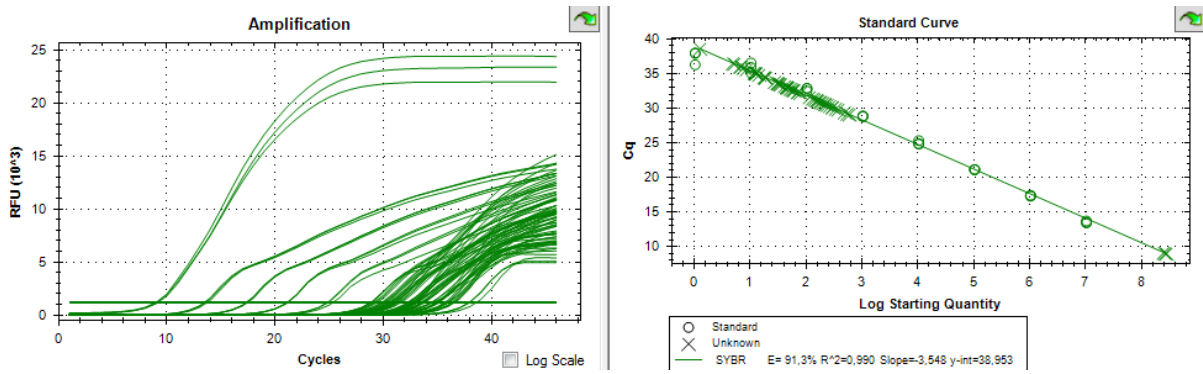 Amplification
25
20
15
10
5
0
RFU (10^3)
0 10 20 30 40
Cycles
Log Scale
Standard Curve
40
35
30
25
20
15
10
Cq
0 1 2 3 4 5 6 7 8
Log Starting Quantity
Standard
Unknown
SYBR E= 91,3% R^2=0,990 Slope=-3,548 y-int=38,953